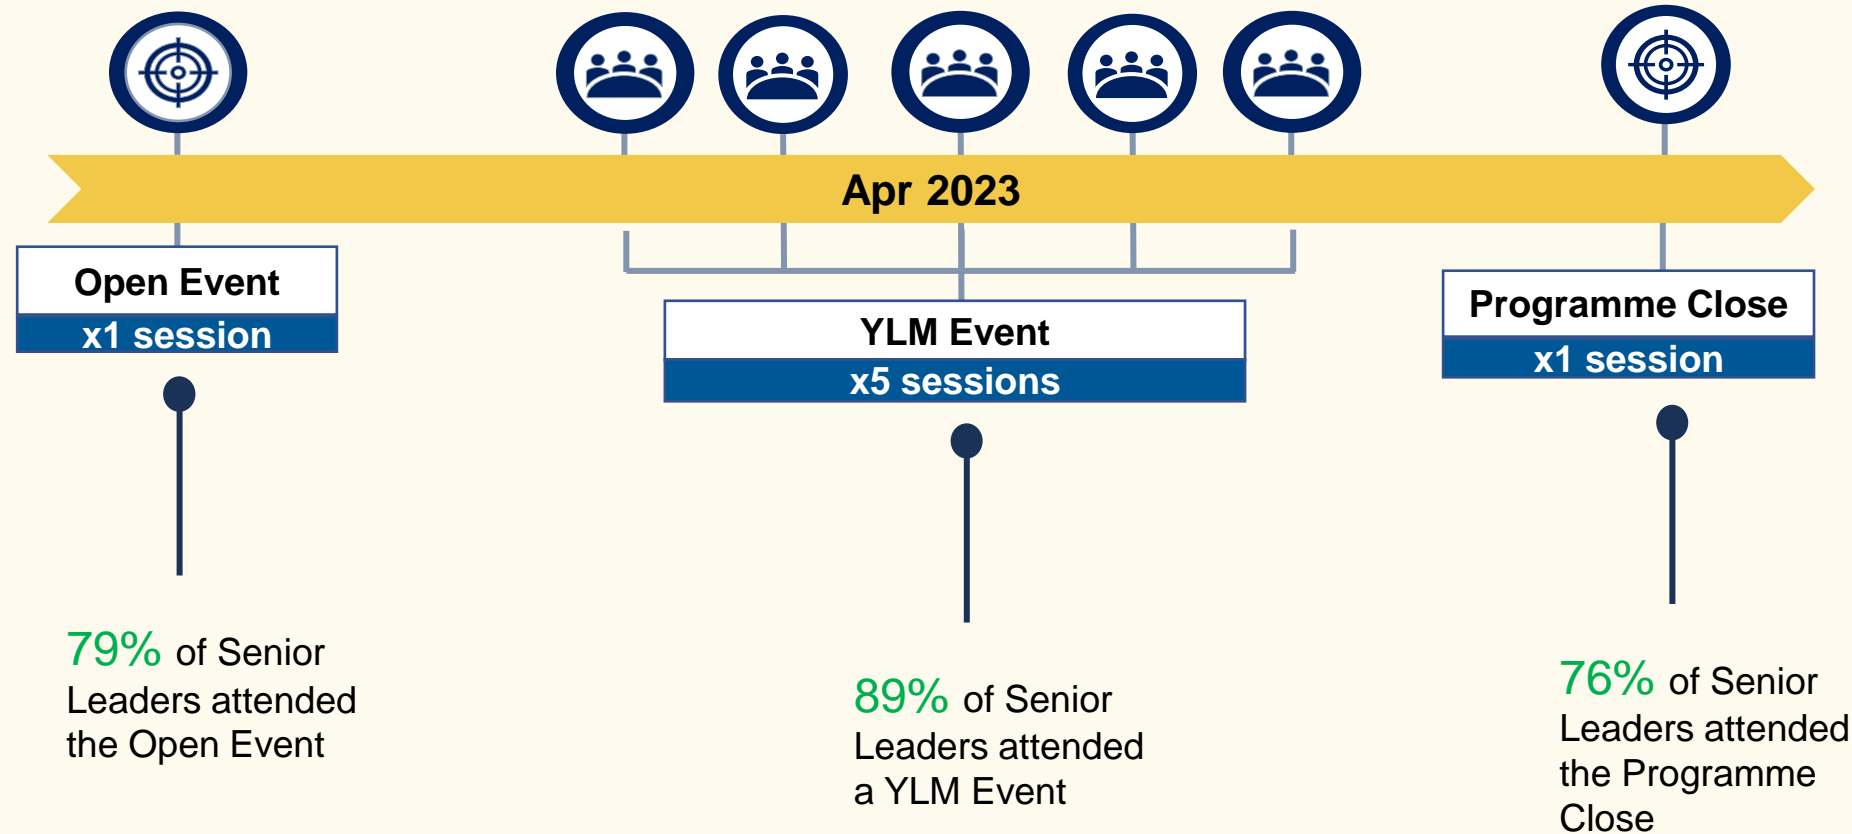 Apr 2023
Open Event
x1 session
YLM Event
x5 sessions
Programme Close
x1 session
79% of Senior
Leaders attended
the Open Event
89% of Senior
Leaders attended
a YLM Event
76% of Senior
Leaders attended
the Programme
Close